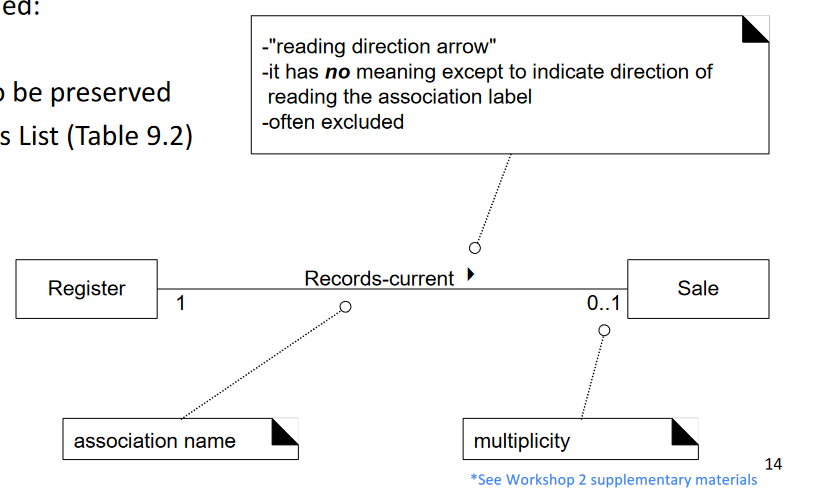 ed:
-"reading direction arrow"
-it has no meaning except to indicate direction of
reading the association label
-often excluded
be preserved
s List (Table 9.2)
Records-current
Register
Sale
1
0..1
association name
multiplicity
14
*See Workshop 2 supplementary materials